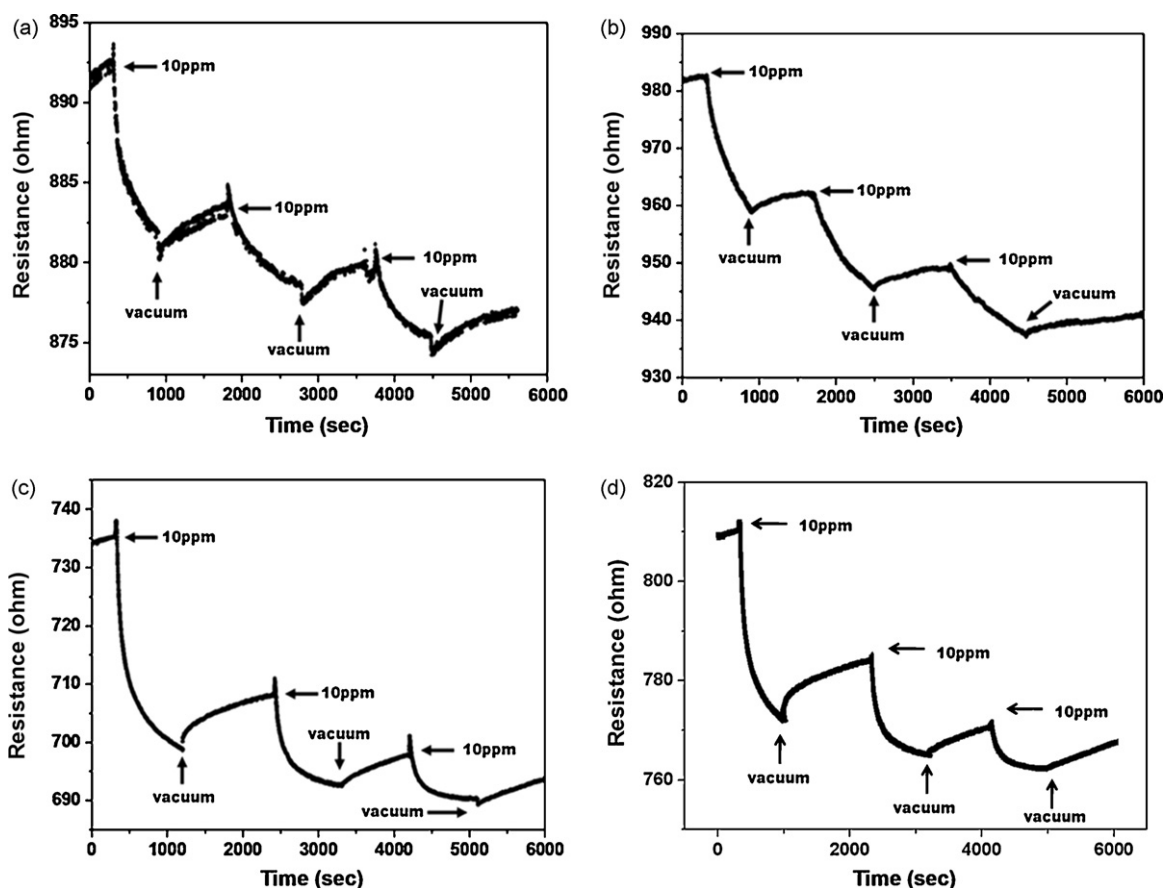 (a)
895
890
885
880
875
Resistance (ohm)
10ppm
10ppm
10ppm
vacuum
vacuum
vacuum
0 1000 2000 3000 4000 5000 6000
Time (sec)
(b)
990
980
970
960
950
940
930
Resistance (ohm)
10ppm
10ppm
10ppm
vacuum
vacuum
vacuum
0 1000 2000 3000 4000 5000 6000
Time (sec)
(c)
740
730
720
710
700
690
Resistance (ohm)
10ppm
10ppm
vacuum
10ppm
vacuum
vacuum
0 1000 2000 3000 4000 5000 6000
Time (sec)
(d)
820
800
780
760
Resistance (ohm)
10ppm
10ppm
10ppm
vacuum
vacuum
vacuum
0 2000 4000 6000
Time (sec)